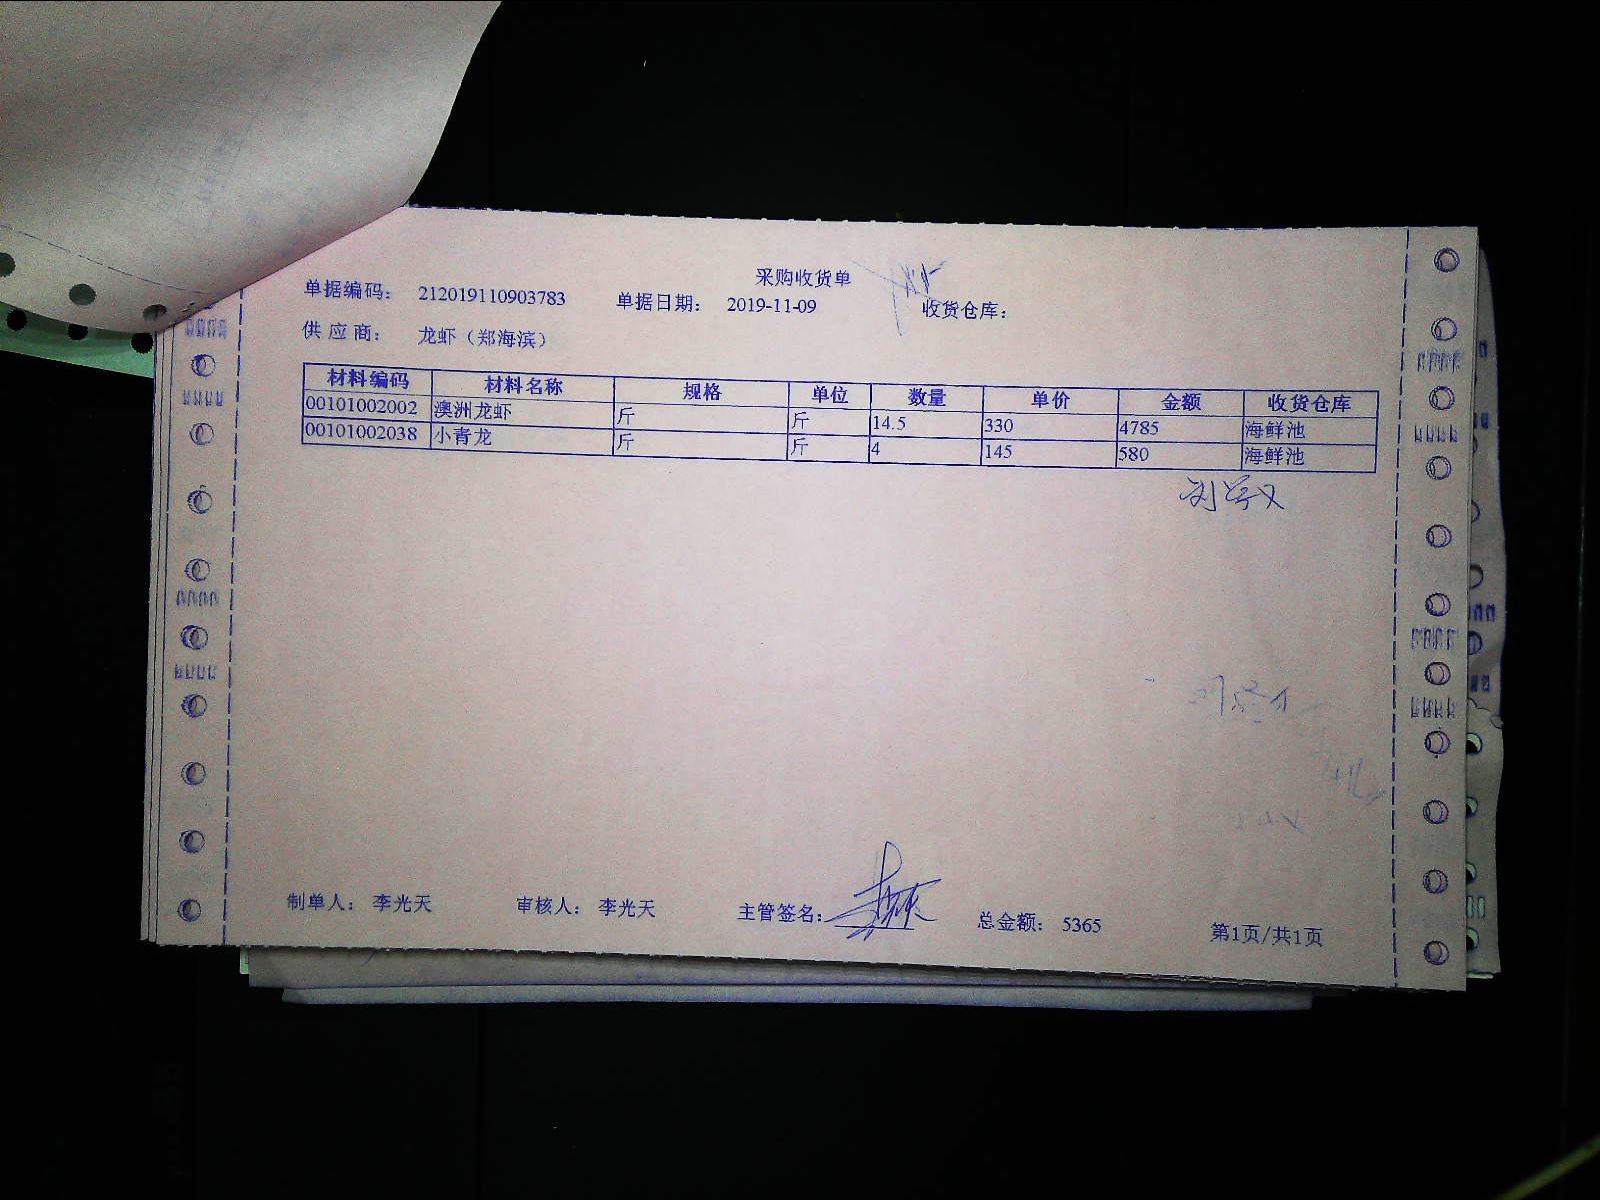 采购收货单
单据编码： 212019110903783 单据日期： 2019-11-09 收货仓库：
供 应 商： 龙虾（郑海滨）
材料编码 材料名称 规格 单位 数量 单价 金额 收货仓库
00101002002 澳洲龙虾 斤 斤 14.5 330 4785 海鲜池
00101002038 小青龙 斤 斤 4 145 580 海鲜池
制单人： 李光天 审核人： 李光天 主管签名： 总金额： 5365 第1页/共1页